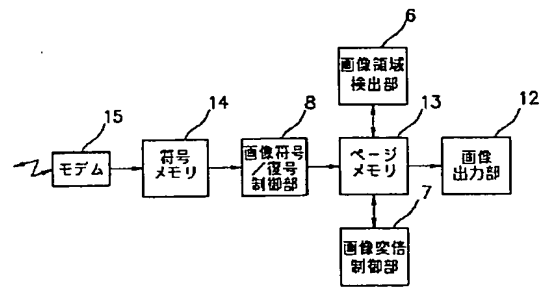 6
画像領域
検出部
15
モデム
14
符号
メモリ
8
画像符号
/復号
制御部
13
ページ
メモリ
12
画像
出力部
7
画像変倍
制御部